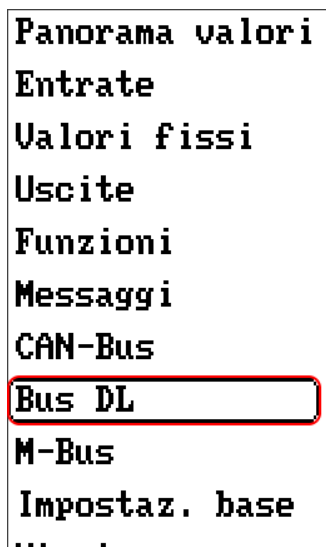 Panorama valori
Entrate
Valori fissi
Uscite
Funzioni
Messaggi
CAN-Bus
Bus DL
M-Bus
Impostaz. base